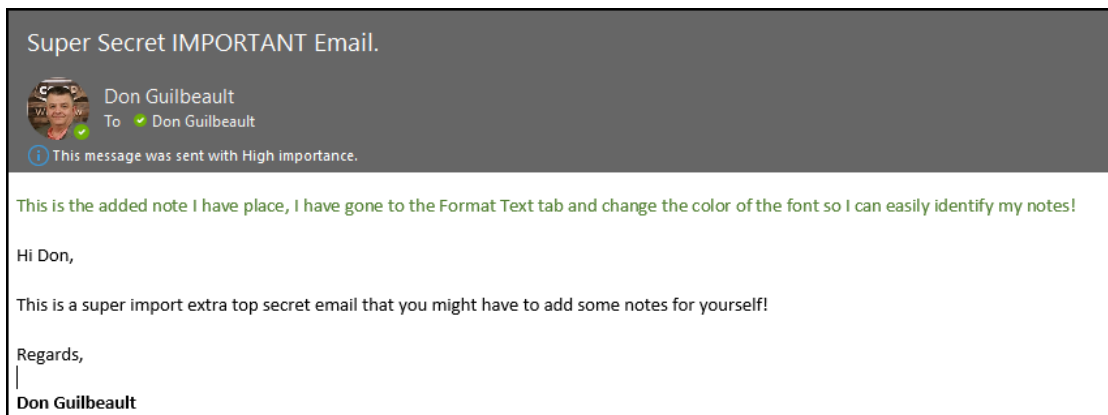 Super Secret IMPORTANT Email.
Don Guilbeault
To Don Guilbeault
This message was sent with High importance.
This is the added note I have place, I have gone to the Format Text tab and change the color of the font so I can easily identify my notes!
Hi Don,
This is a super import extra top secret email that you might have to add some notes for yourself!
Regards,
Don Guilbeault